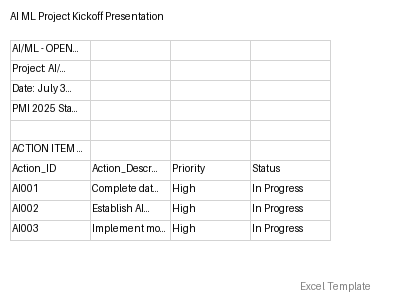 AI ML Project Kickoff Presentation
AI/ML - OPEN...
Project: AI/...
Date: July 3...
PMI 2025 Sta...
ACTION ITEM ...
Action_ID Action_Descr... Priority Status
AI001 Complete dat... High In Progress
AI002 Establish AI... High In Progress
AI003 Implement mo... High In Progress
Excel Template